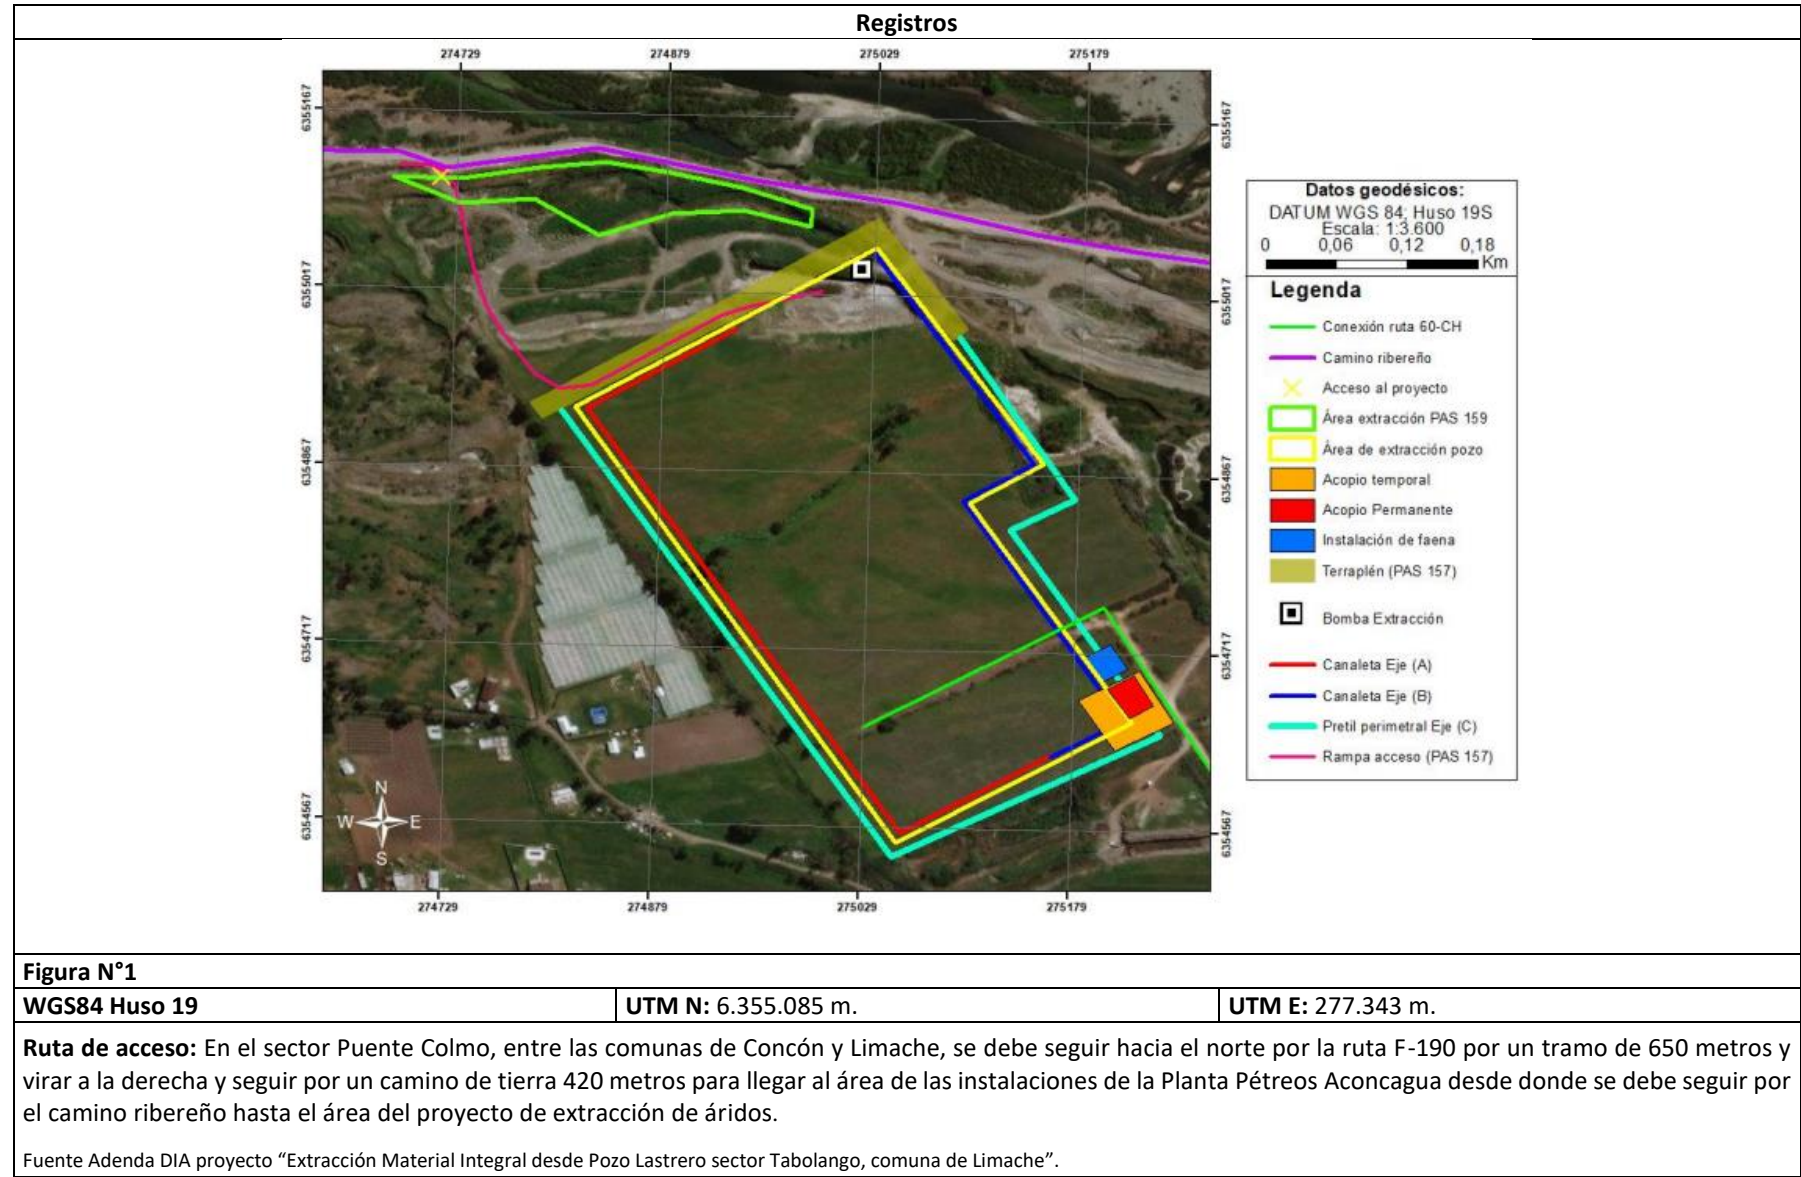 Registros
274729
274879
275029
275179
6355167
6355167
6355017
6355017
6354867
6354867
6354717
6354717
6354567
6354567
N
W
E
S
274729
274879
275029
275179
Datos geodésicos:
DATUM WGS 84; Huso 19S
Escala: 1:3.600
0 0,06 0,12 0,18
Km
Legenda
Conexión ruta 60-CH
Camino ribereño
Acceso al proyecto
Área extracción PAS 159
Área de extracción pozo
Acopio temporal
Acopio Permanente
Instalación de faena
Terraplén (PAS 157)
Bomba Extracción
Canaleta Eje (A)
Canaleta Eje (B)
Pretil perimetral Eje (C)
Rampa acceso (PAS 157)
Figura N°1
WGS84 Huso 19
UTM N: 6.355.085 m.
UTM E: 277.343 m.
Ruta de acceso: En el sector Puente Colmo, entre las comunas de Concón y Limache, se debe seguir hacia el norte por la ruta F-190 por un tramo de 650 metros y
virar a la derecha y seguir por un camino de tierra 420 metros para llegar al área de las instalaciones de la Planta Pétreos Aconcagua desde donde se debe seguir por
el camino ribereño hasta el área del proyecto de extracción de áridos.
Fuente Adenda DIA proyecto “Extracción Material Integral desde Pozo Lastrero sector Tabolango, comuna de Limache”.